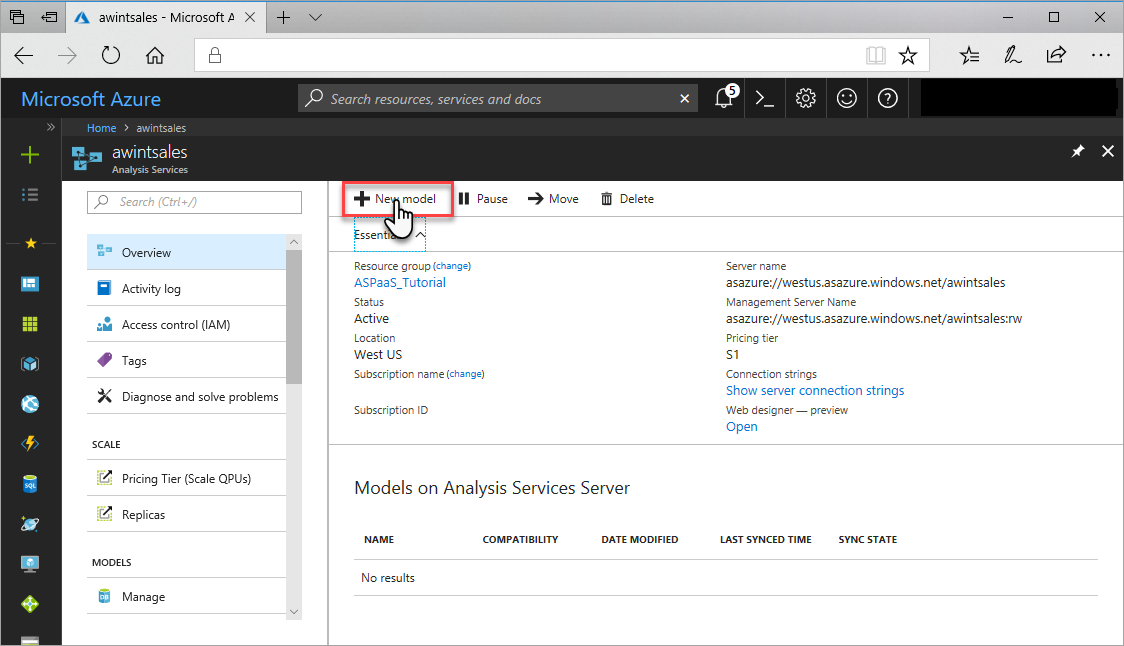 awintsales - Microsoft A
Microsoft Azure
Search resources, services and docs
5
Home > awintsales
awintsales
Analysis Services
Search (Ctrl+/)
Overview
Activity log
Access control (IAM)
Tags
Diagnose and solve problems
SCALE
Pricing Tier (Scale QPUs)
Replicas
MODELS
Manage
New model
Pause
Move
Delete
Essentia
Resource group (change)
ASPaaS_Tutorial
Status
Active
Location
West US
Subscription name (change)
Subscription ID
Server name
asazure://westus.asazure.windows.net/awintsales
Management Server Name
asazure://westus.asazure.windows.net/awintsales:rw
Pricing tier
S1
Connection strings
Show server connection strings
Web designer — preview
Open
Models on Analysis Services Server
NAME COMPATIBILITY DATE MODIFIED LAST SYNCED TIME SYNC STATE
No results
SQL
DB